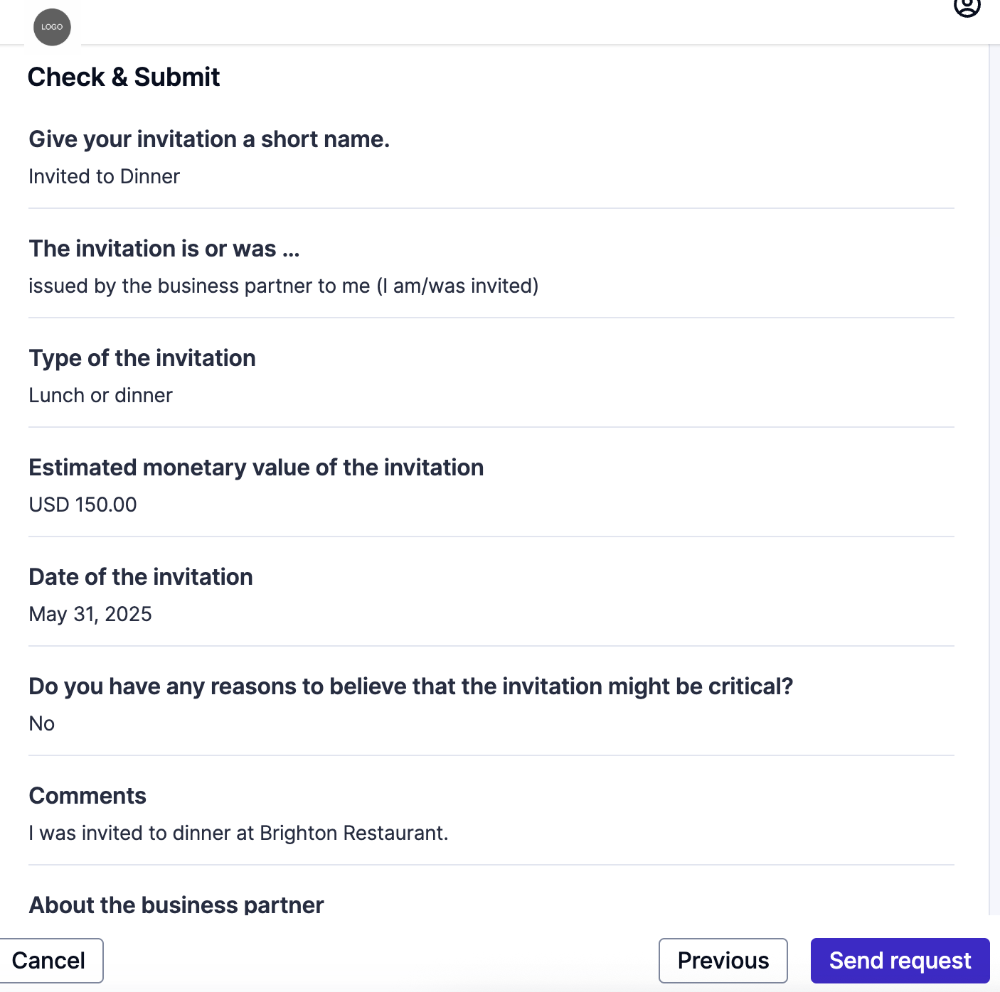 LOGO
Check & Submit
Give your invitation a short name.
Invited to Dinner
The invitation is or was ...
issued by the business partner to me (I am/was invited)
Type of the invitation
Lunch or dinner
Estimated monetary value of the invitation
USD 150.00
Date of the invitation
May 31, 2025
Do you have any reasons to believe that the invitation might be critical?
No
Comments
I was invited to dinner at Brighton Restaurant.
About the business partner
Cancel
Previous
Send request